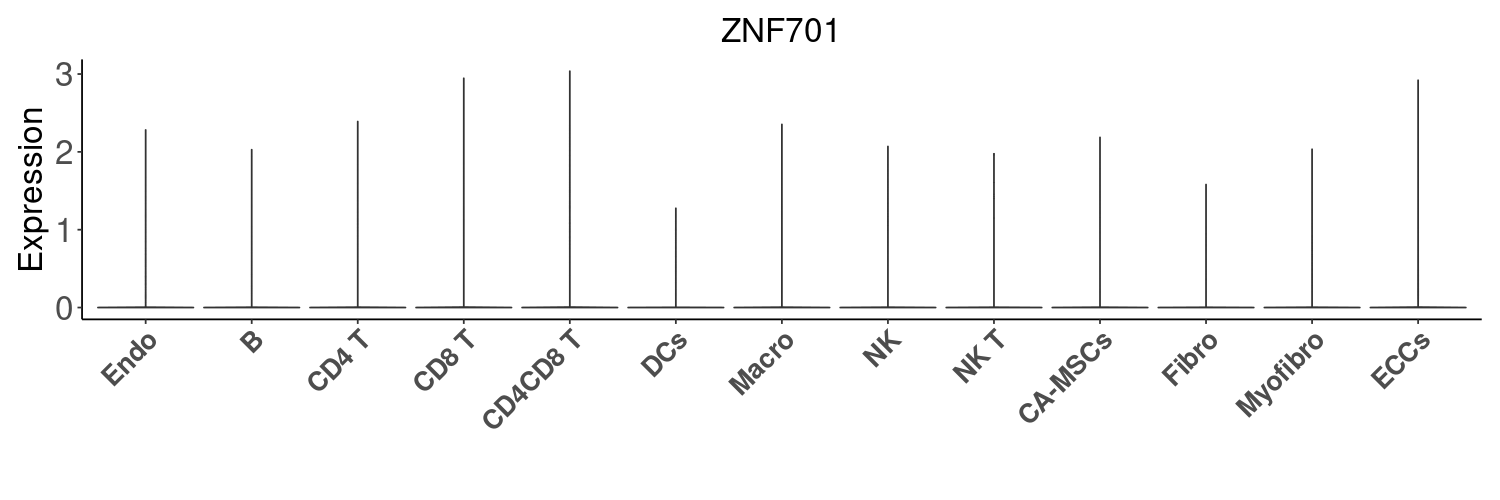 ZNF701
Expression
3
2
1
0
Endo
B
CD4 T
CD8 T
CD4CD8 T
DCs
Macro
NK
NK T
CA-MSCs
Fibro
Myofibro
ECCs